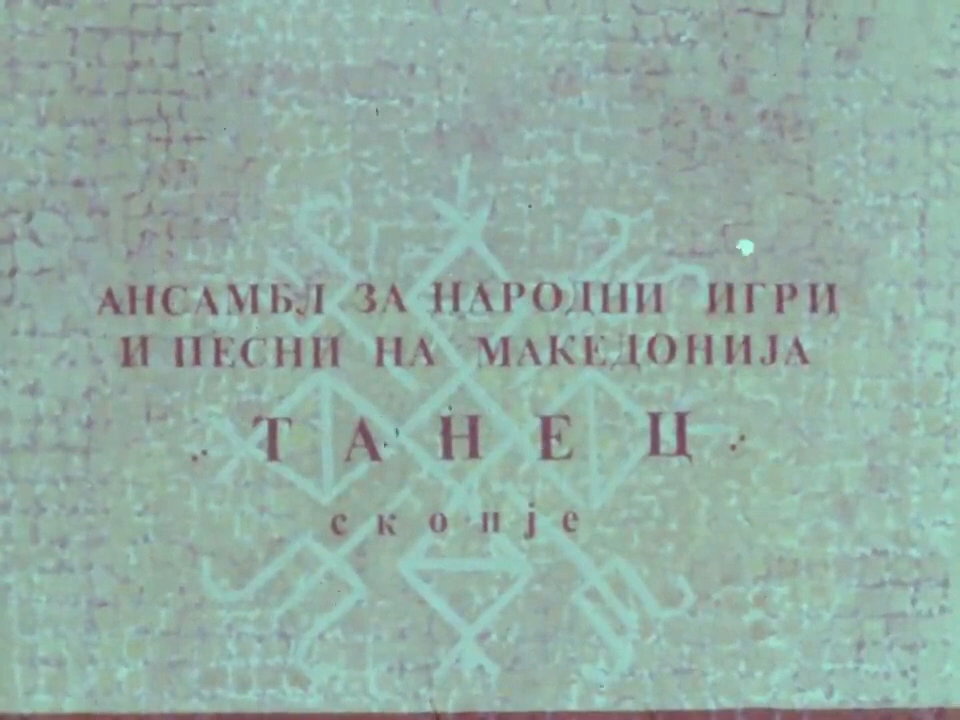 АНСАМБЛ ЗА НАРОДНИ ИГРИ
И ПЕСНИ НА МАКЕДОНИЈА
„ТАНЕЦ“
скопје